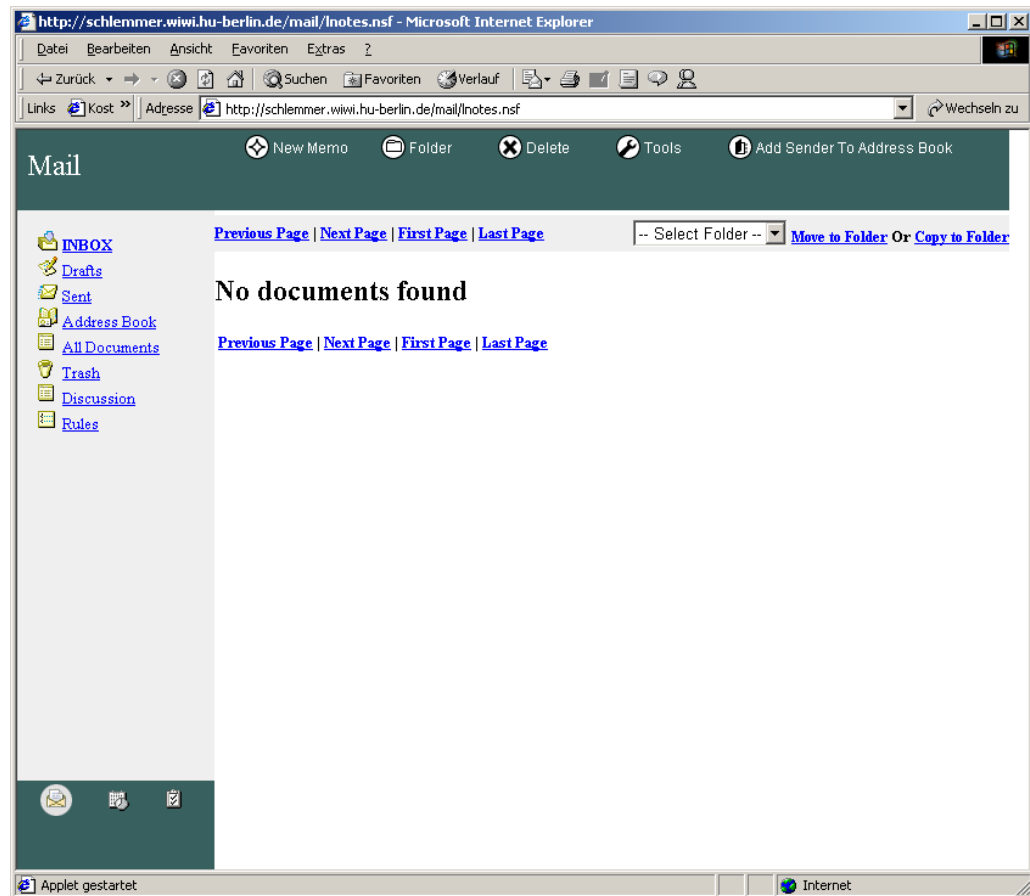 http://schlemmer.wiwi.hu-berlin.de/mail/lnotes.nsf - Microsoft Internet Explorer
Datei Bearbeiten Ansicht Favoriten Extras ?
Zurück Suchen Favoriten Verlauf
Links Kost » Adresse http://schlemmer.wiwi.hu-berlin.de/mail/lnotes.nsf Wechseln zu
Mail New Memo Folder Delete Tools Add Sender To Address Book
Previous Page | Next Page | First Page | Last Page -- Select Folder -- Move to Folder Or Copy to Folder
INBOX
Drafts
Sent
Address Book
All Documents
Trash
Discussion
Rules
No documents found
Previous Page | Next Page | First Page | Last Page
Applet gestartet Internet